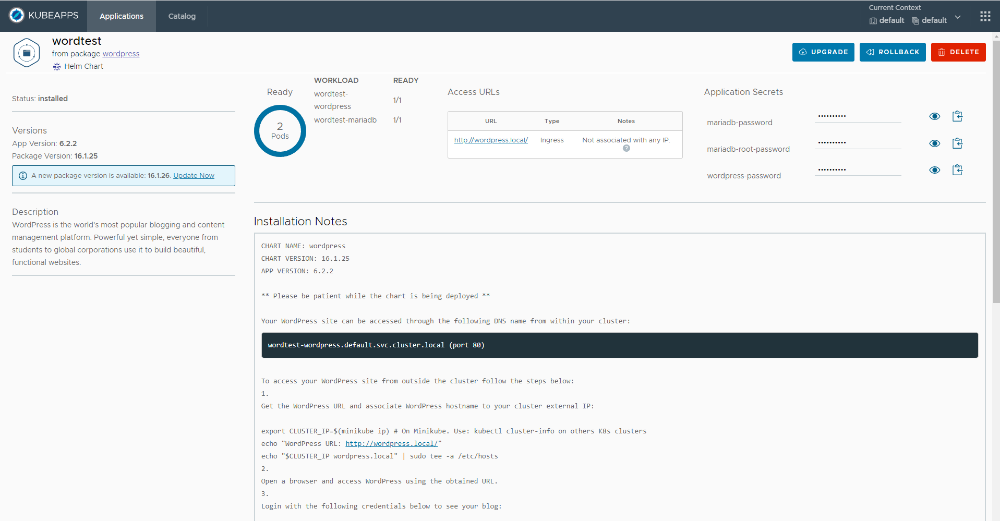 KUBEAPPS
Applications
Catalog
Current Context
default default
wordtest
from package wordpress
HELM Helm Chart
UPGRADE
ROLLBACK
DELETE
Status: installed
Versions
App Version: 6.2.2
Package Version: 16.1.25
A new package version is available: 16.1.26. Update Now
Description
WordPress is the world's most popular blogging and content
management platform. Powerful yet simple, everyone from
students to global corporations use it to build beautiful,
functional websites.
Ready
2
Pods
WORKLOAD READY
wordtest-
wordpress 1/1
wordtest-mariadb 1/1
Access URLs
URL Type Notes
http://wordpress.local/ Ingress Not associated with any IP.
?
Application Secrets
mariadb-password ••••••••••
mariadb-root-password ••••••••••
wordpress-password ••••••••••
Installation Notes
CHART NAME: wordpress
CHART VERSION: 16.1.25
APP VERSION: 6.2.2
** Please be patient while the chart is being deployed **
Your WordPress site can be accessed through the following DNS name from within your cluster:
wordtest-wordpress.default.svc.cluster.local (port 80)
To access your WordPress site from outside the cluster follow the steps below:
1.
Get the WordPress URL and associate WordPress hostname to your cluster external IP:
export CLUSTER_IP=$(minikube ip) # On Minikube. Use: kubectl cluster-info on others K8s clusters
echo "WordPress URL: http://wordpress.local/"
echo "$CLUSTER_IP wordpress.local" | sudo tee -a /etc/hosts
2.
Open a browser and access WordPress using the obtained URL.
3.
Login with the following credentials below to see your blog: